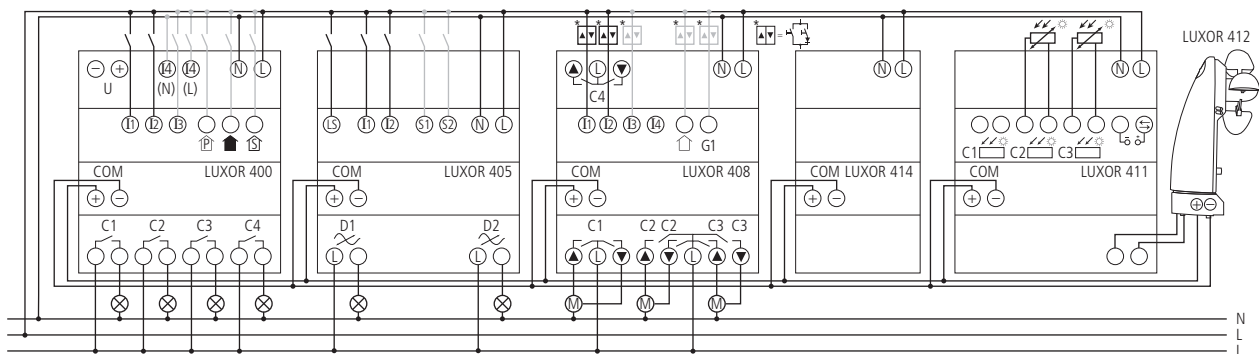 * * * * * * =
LUXOR 412
− + I4 I4 N L
U (N) (L)
L
C4
N L
N L
N L
I1 I2 I3
P S
LS I1 I2 S1 S2 N L
I1 I2 I3 I4
G1
C1 C2 C3
COM LUXOR 400
+ −
COM LUXOR 405
+ −
COM LUXOR 408
+ −
COM LUXOR 414
COM LUXOR 411
+ −
+ −
C1 C2 C3 C4
D1 D2
L L
C1 C2 C2 C3 C3
L L
M M M
N
L
L